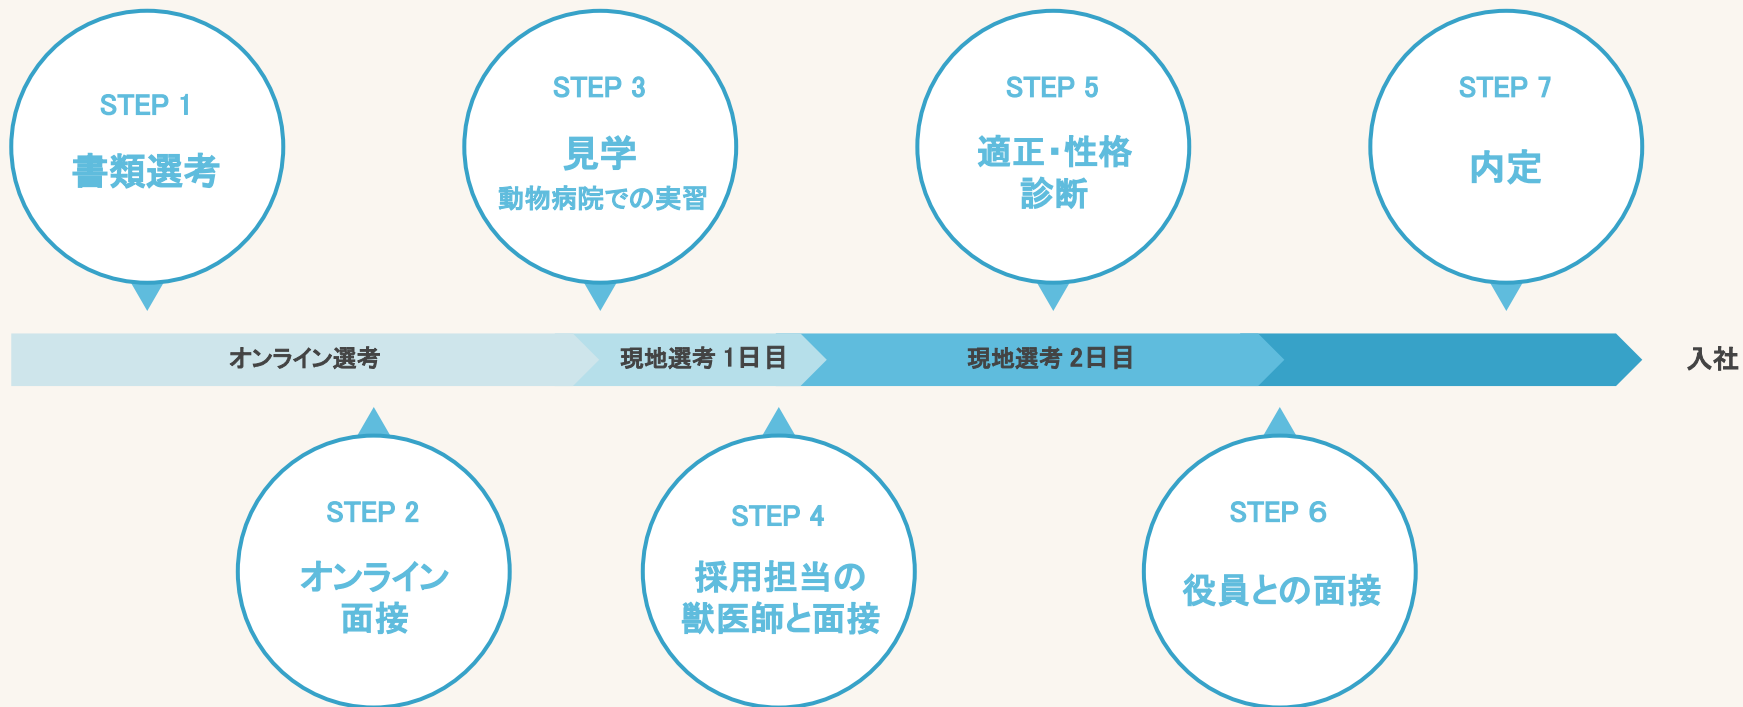 STEP 1
書類選考
STEP 3
見学
動物病院での実習
STEP 5
適正・性格
診断
STEP 7
内定
オンライン選考
現地選考 1日目
現地選考 2日目
入社
STEP 2
オンライン
面接
STEP 4
採用担当の
獣医師と面接
STEP 6
役員との面接